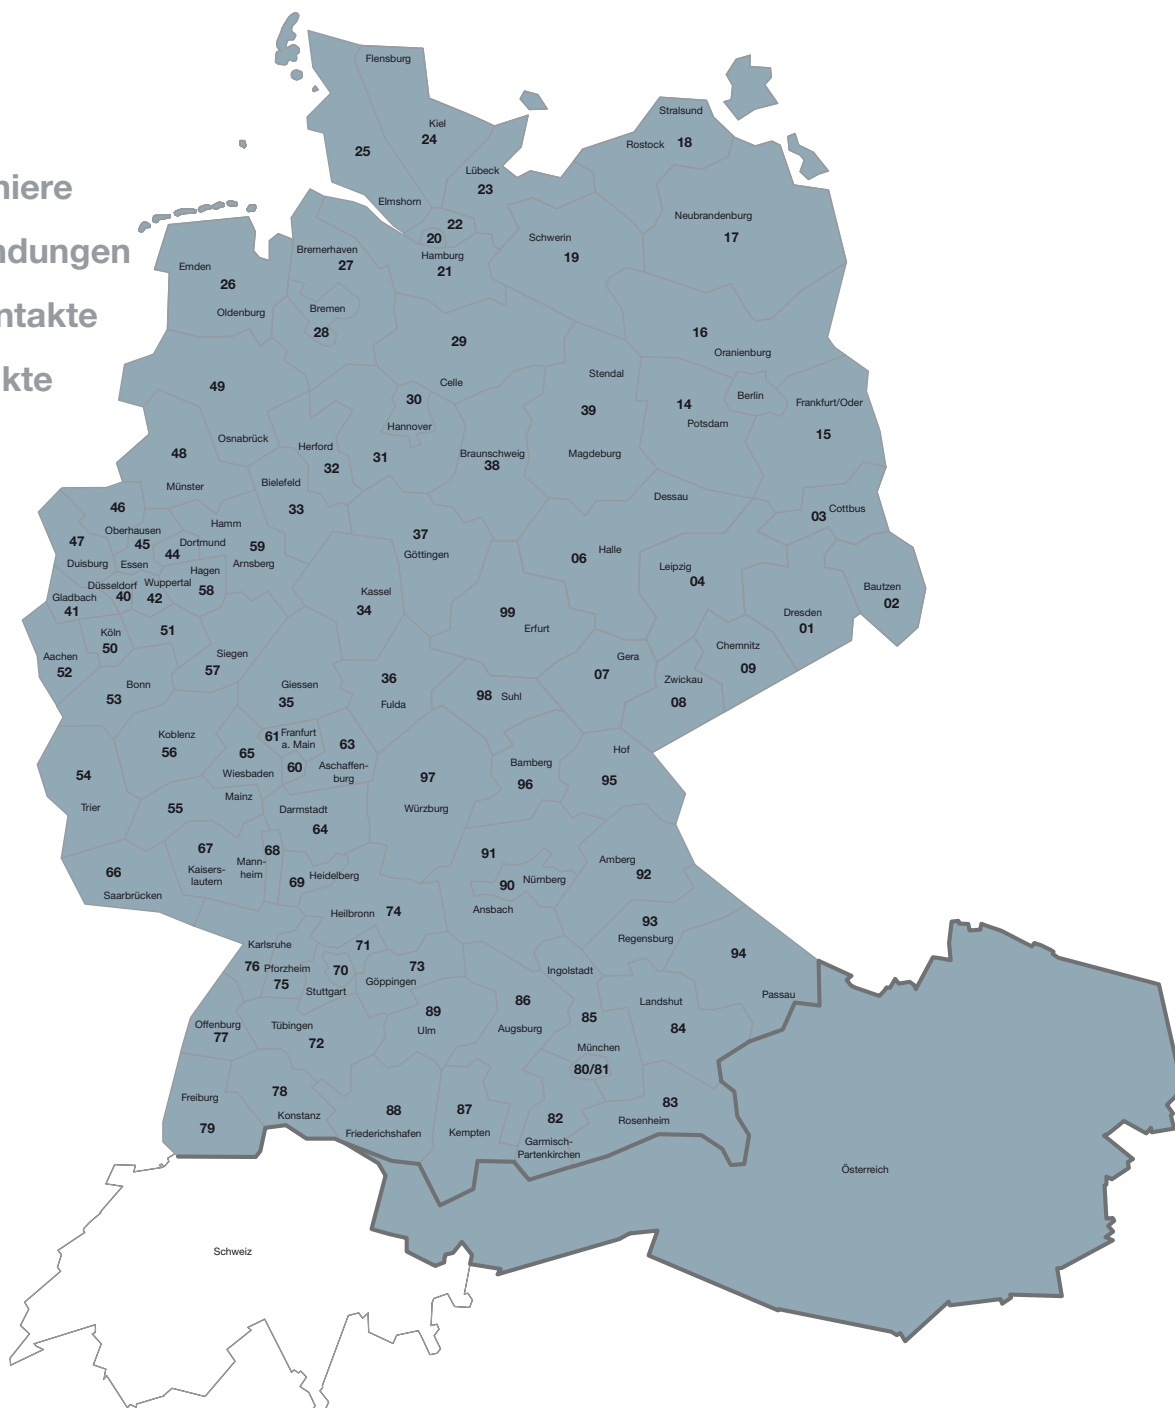 Flensburg
Stralsund
Kiel
24
25
Rostock 18
Lübeck
23
niere
Elmshorn
22
20
Neubrandenburg
17
Schwerin
19
ndungen
Bremerhaven
27
Hamburg
21
Emden
26
Oldenburg
Bremen
28
ntakte
29
16
Oranienburg
kte
49
Celle
30
Hannover
Stendal
39
14
Potsdam
Berlin
Frankfurt/Oder
15
Osnabrück
48
Herford
32
31
Braunschweig
38
Magdeburg
Münster
Bielefeld
33
Dessau
46
Oberhausen
45
Hamm
Dortmund
44
59
Arnsberg
47
Duisburg
Essen
37
Göttingen
03 Cottbus
06 Halle
Leipzig
04
Düsseldorf
40
Wuppertal
42
Hagen
58
Gladbach
41
Kassel
34
99
Erfurt
Bautzen
02
Dresden
01
Köln
50
51
Aachen
52
Siegen
57
Gera
07
Chemnitz
09
Bonn
53
Giessen
35
36
Fulda
98 Suhl
Zwickau
08
Koblenz
56
65
Wiesbaden
61 Franfurt
a. Main
60
63
Aschaffen-
burg
Hof
95
Bamberg
96
54
Trier
55
Mainz
Darmstadt
64
97
Würzburg
67
Kaisers-
lautern
68
Mann-
heim
69 Heidelberg
91
90 Nürnberg
Ansbach
Amberg
92
66
Saarbrücken
Heilbronn 74
93
Regensburg
94
Passau
Karlsruhe
76
Pforzheim
75
71
70
Stuttgart
73
Göppingen
Ingolstadt
86
Augsburg
85
München
80/81
Landshut
84
Offenburg
77
Tübingen
72
89
Ulm
Freiburg
79
78
Konstanz
88
Friederichshafen
87
Kempten
82
Garmisch-
Partenkirchen
83
Rosenheim
Österreich
Schweiz